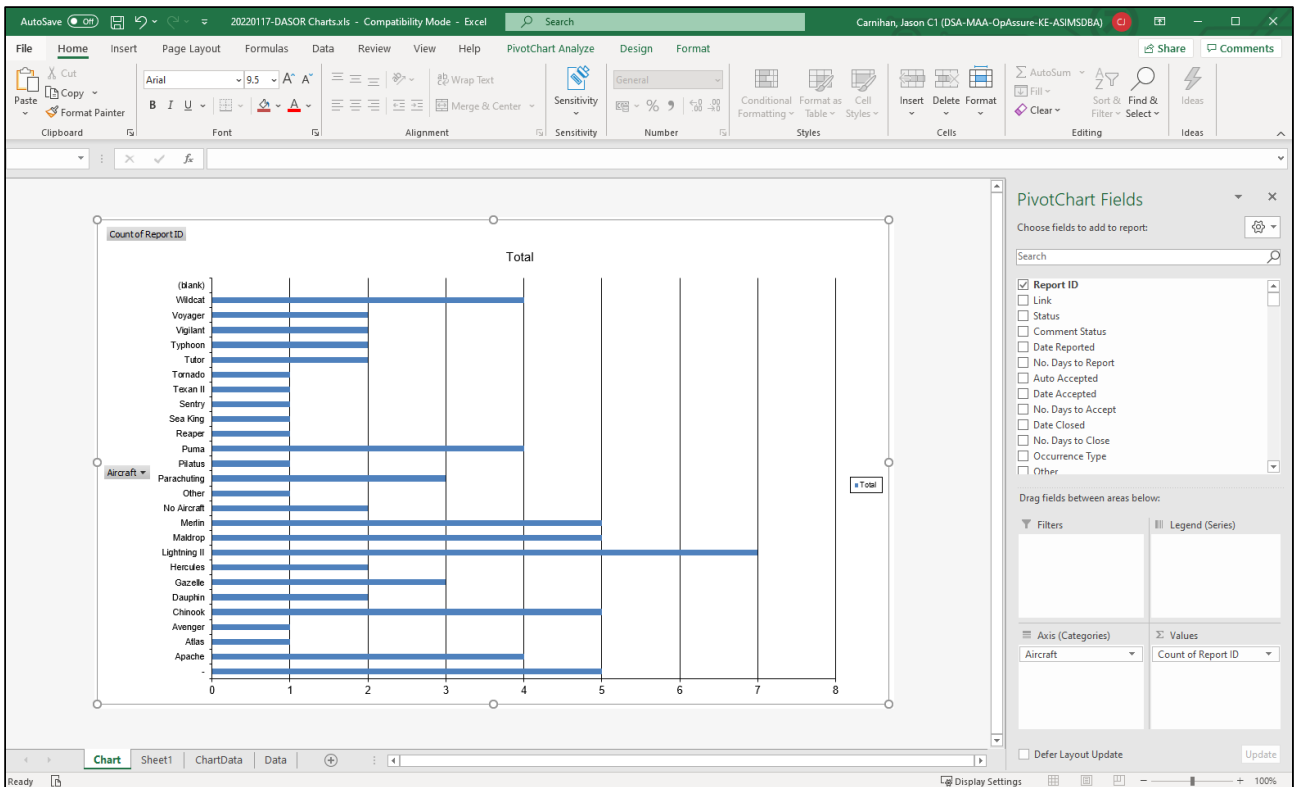 AutoSave Off 20220117-DASOR Charts.xls - Compatibility Mode - Excel Search Carnihan, Jason C1 (DSA-MAA-OpAssure-KE-ASIMSDBA) CJ
File Home Insert Page Layout Formulas Data Review View Help PivotChart Analyze Design Format Share Comments
Paste
Cut
Copy
Format Painter
Clipboard
Arial 9.5 A^ A˅
B I U A
Font
ab Wrap Text
Merge & Center
Alignment
Sensitivity
Sensitivity
General
% 9 .00
Number
Conditional Formatting
Format as Table
Cell Styles
Styles
Insert Delete Format
Cells
Σ AutoSum
Fill
Clear
Sort & Filter
Find & Select
Editing
Ideas
Ideas
fx
Count of Report ID
Total
(blank)
Wildcat
Voyager
Vigilant
Typhoon
Tutor
Tornado
Texan II
Sentry
Sea King
Reaper
Puma
Pilatus
Aircraft
Parachuting
Other
No Aircraft
Merlin
Maldrop
Lightning II
Hercules
Gazelle
Dauphin
Chinook
Avenger
Atlas
Apache
-
0 1 2 3 4 5 6 7 8
Total
PivotChart Fields
Choose fields to add to report:
Search
Report ID
Link
Status
Comment Status
Date Reported
No. Days to Report
Auto Accepted
Date Accepted
No. Days to Accept
Date Closed
No. Days to Close
Occurrence Type
Other
Drag fields between areas below:
Filters
Legend (Series)
Axis (Categories)
Σ Values
Aircraft
Count of Report ID
Defer Layout Update Update
Chart Sheet1 ChartData Data
Ready Display Settings 100%